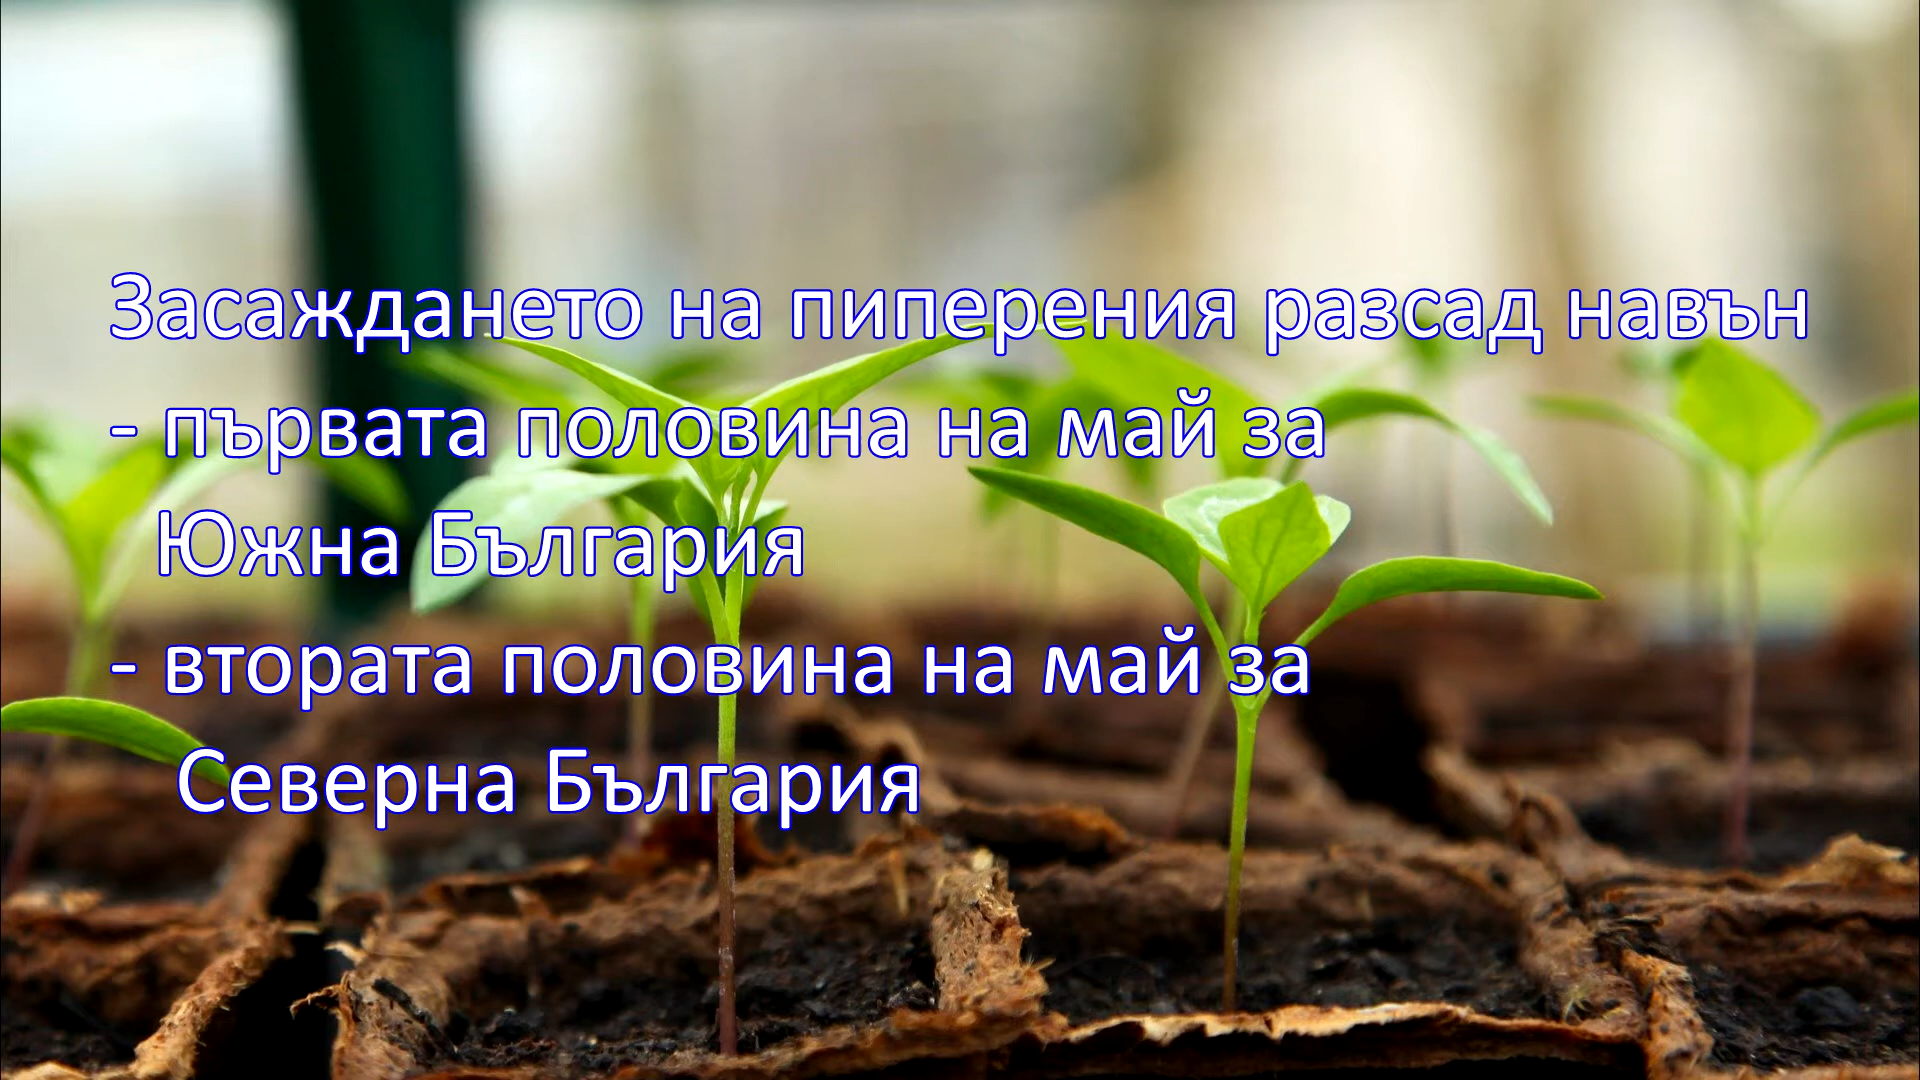 Засаждането на пиперения разсад навън
- първата половина на май за
Южна България
- втората половина на май за
Северна България